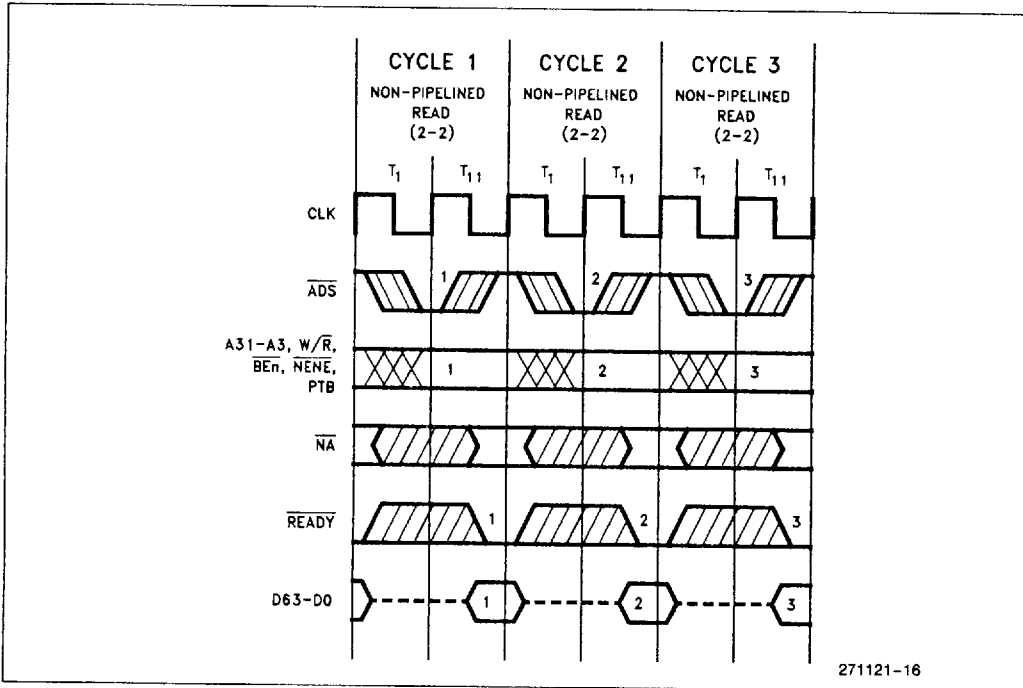 CYCLE 1 CYCLE 2 CYCLE 3
NON-PIPELINED NON-PIPELINED NON-PIPELINED
READ READ READ
(2-2) (2-2) (2-2)
T1 T11 T1 T11 T1 T11
CLK
ADS 1 2 3
A31-A3, W/R,
BEn, NENE, 1 2 3
PTB
NA
READY 1 2 3
D63-D0 1 2 3
271121-16